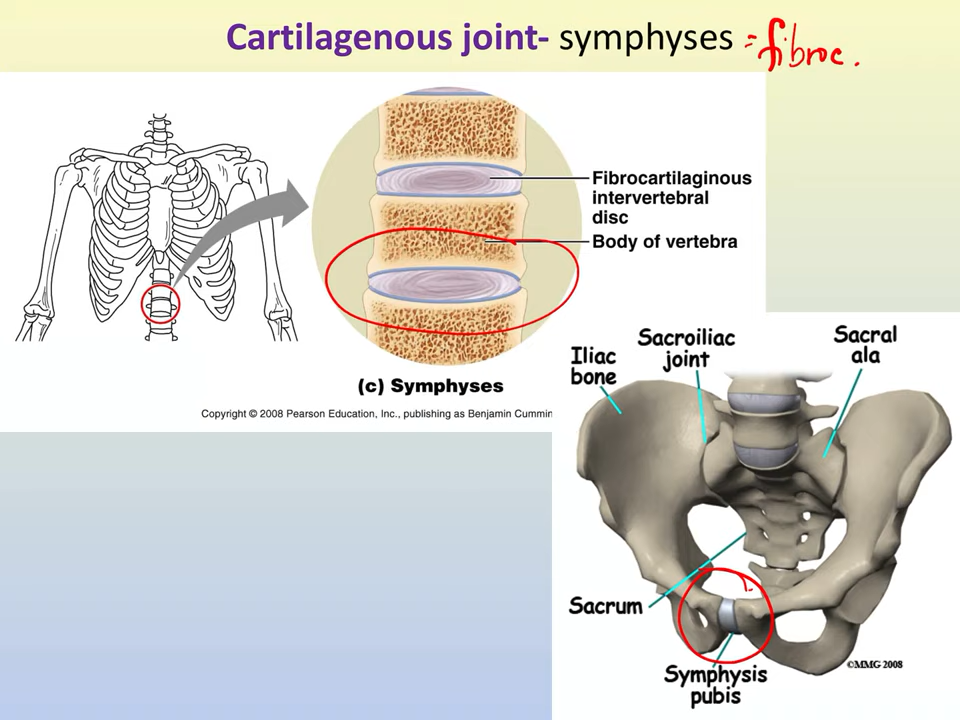 Cartilagenous joint- symphyses = fibroc.
Fibrocartilaginous
intervertebral
disc
Body of vertebra
(c) Symphyses
Copyright © 2008 Pearson Education, Inc., publishing as Benjamin Cummin
Sacroiliac
joint
Sacral
ala
Iliac
bone
Sacrum
Symphysis
pubis
©MMG 2008